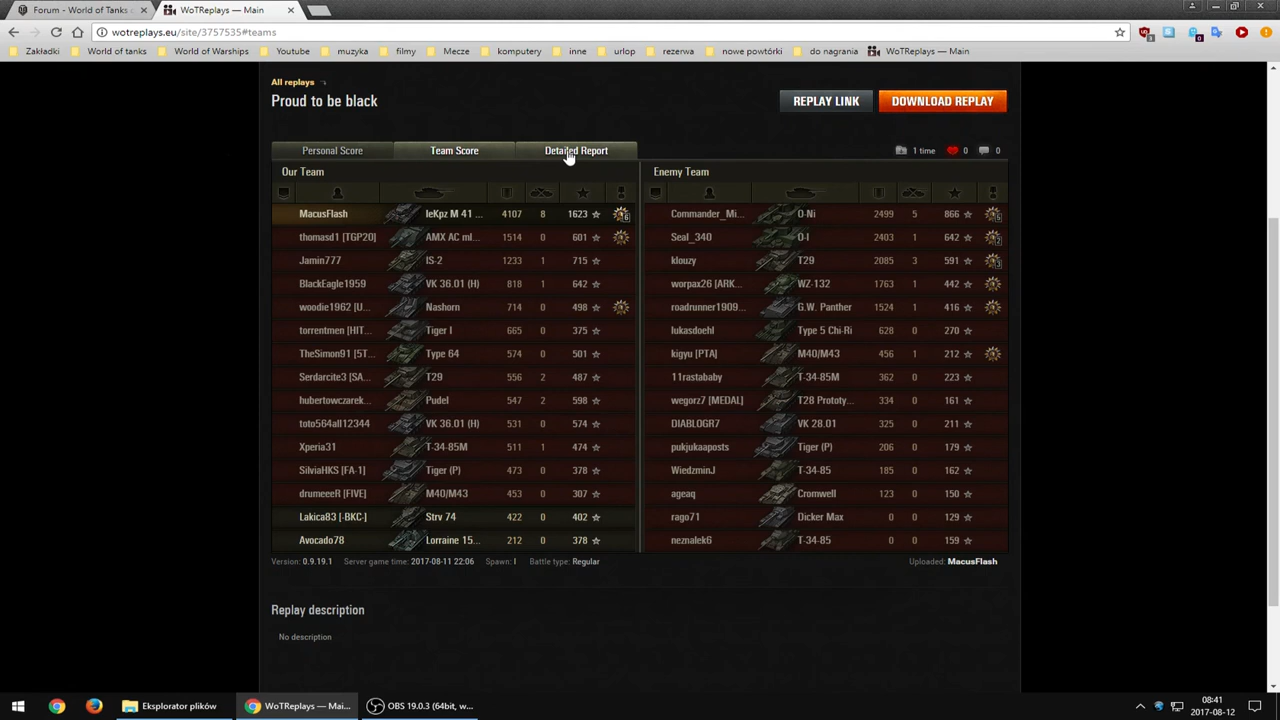 Forum - World of Tanks
WoTReplays — Main
wotreplays.eu/site/3757535#teams
Zakładki World of tanks World of Warships Youtube muzyka filmy Mecze komputery inne urlop rezerwa nowe powtórki do nagrania WoTReplays — Main
All replays
Proud to be black
REPLAY LINK DOWNLOAD REPLAY
Personal Score Team Score Detailed Report 1 time 0 0
Our Team Enemy Team
MacusFlash leKpz M 41 ... 4107 8 1623 6 Commander_Mi... O-Ni 2499 5 866 5
thomasd1 [TGP20] AMX AC ml... 1514 0 601 Seal_340 O-I 2403 1 642 2
Jamin777 IS-2 1233 1 715 klouzy T29 2085 3 591 3
BlackEagle1959 VK 36.01 (H) 818 1 642 worpax26 [ARK... WZ-132 1763 1 442
woodie1962 [U... Nashorn 714 0 498 roadrunner1909... G.W. Panther 1524 1 416
torrentmen [HIT... Tiger I 665 0 375 lukasdoehl Type 5 Chi-Ri 628 0 270
TheSimon91 [5T... Type 64 574 0 501 kigyu [PTA] M40/M43 456 1 212
Serdarcite3 [SA... T29 556 2 487 11rastababy T-34-85M 362 0 223
hubertowczarek... Pudel 547 2 598 wegorz7 [MEDAL] T28 Prototy... 334 0 161
toto564all12344 VK 36.01 (H) 531 0 574 DIABLOGR7 VK 28.01 325 0 211
Xperia31 T-34-85M 511 1 474 pukjukaaposts Tiger (P) 206 0 179
SilviaHKS [FA-1] Tiger (P) 473 0 378 WiedzminJ T-34-85 185 0 162
drumeeeR [FIVE] M40/M43 453 0 307 ageaq Cromwell 123 0 150
Lakica83 [-BKC-] Strv 74 422 0 402 rago71 Dicker Max 0 0 129
Avocado78 Lorraine 15... 212 0 378 neznalek6 T-34-85 0 0 159
Version: 0.9.19.1 Server game time: 2017-08-11 22:06 Spawn: I Battle type: Regular Uploaded: MacusFlash
Replay description
No description
Eksplorator plików WoTReplays — Mai... OBS 19.0.3 (64bit, w... 08:41
2017-08-12